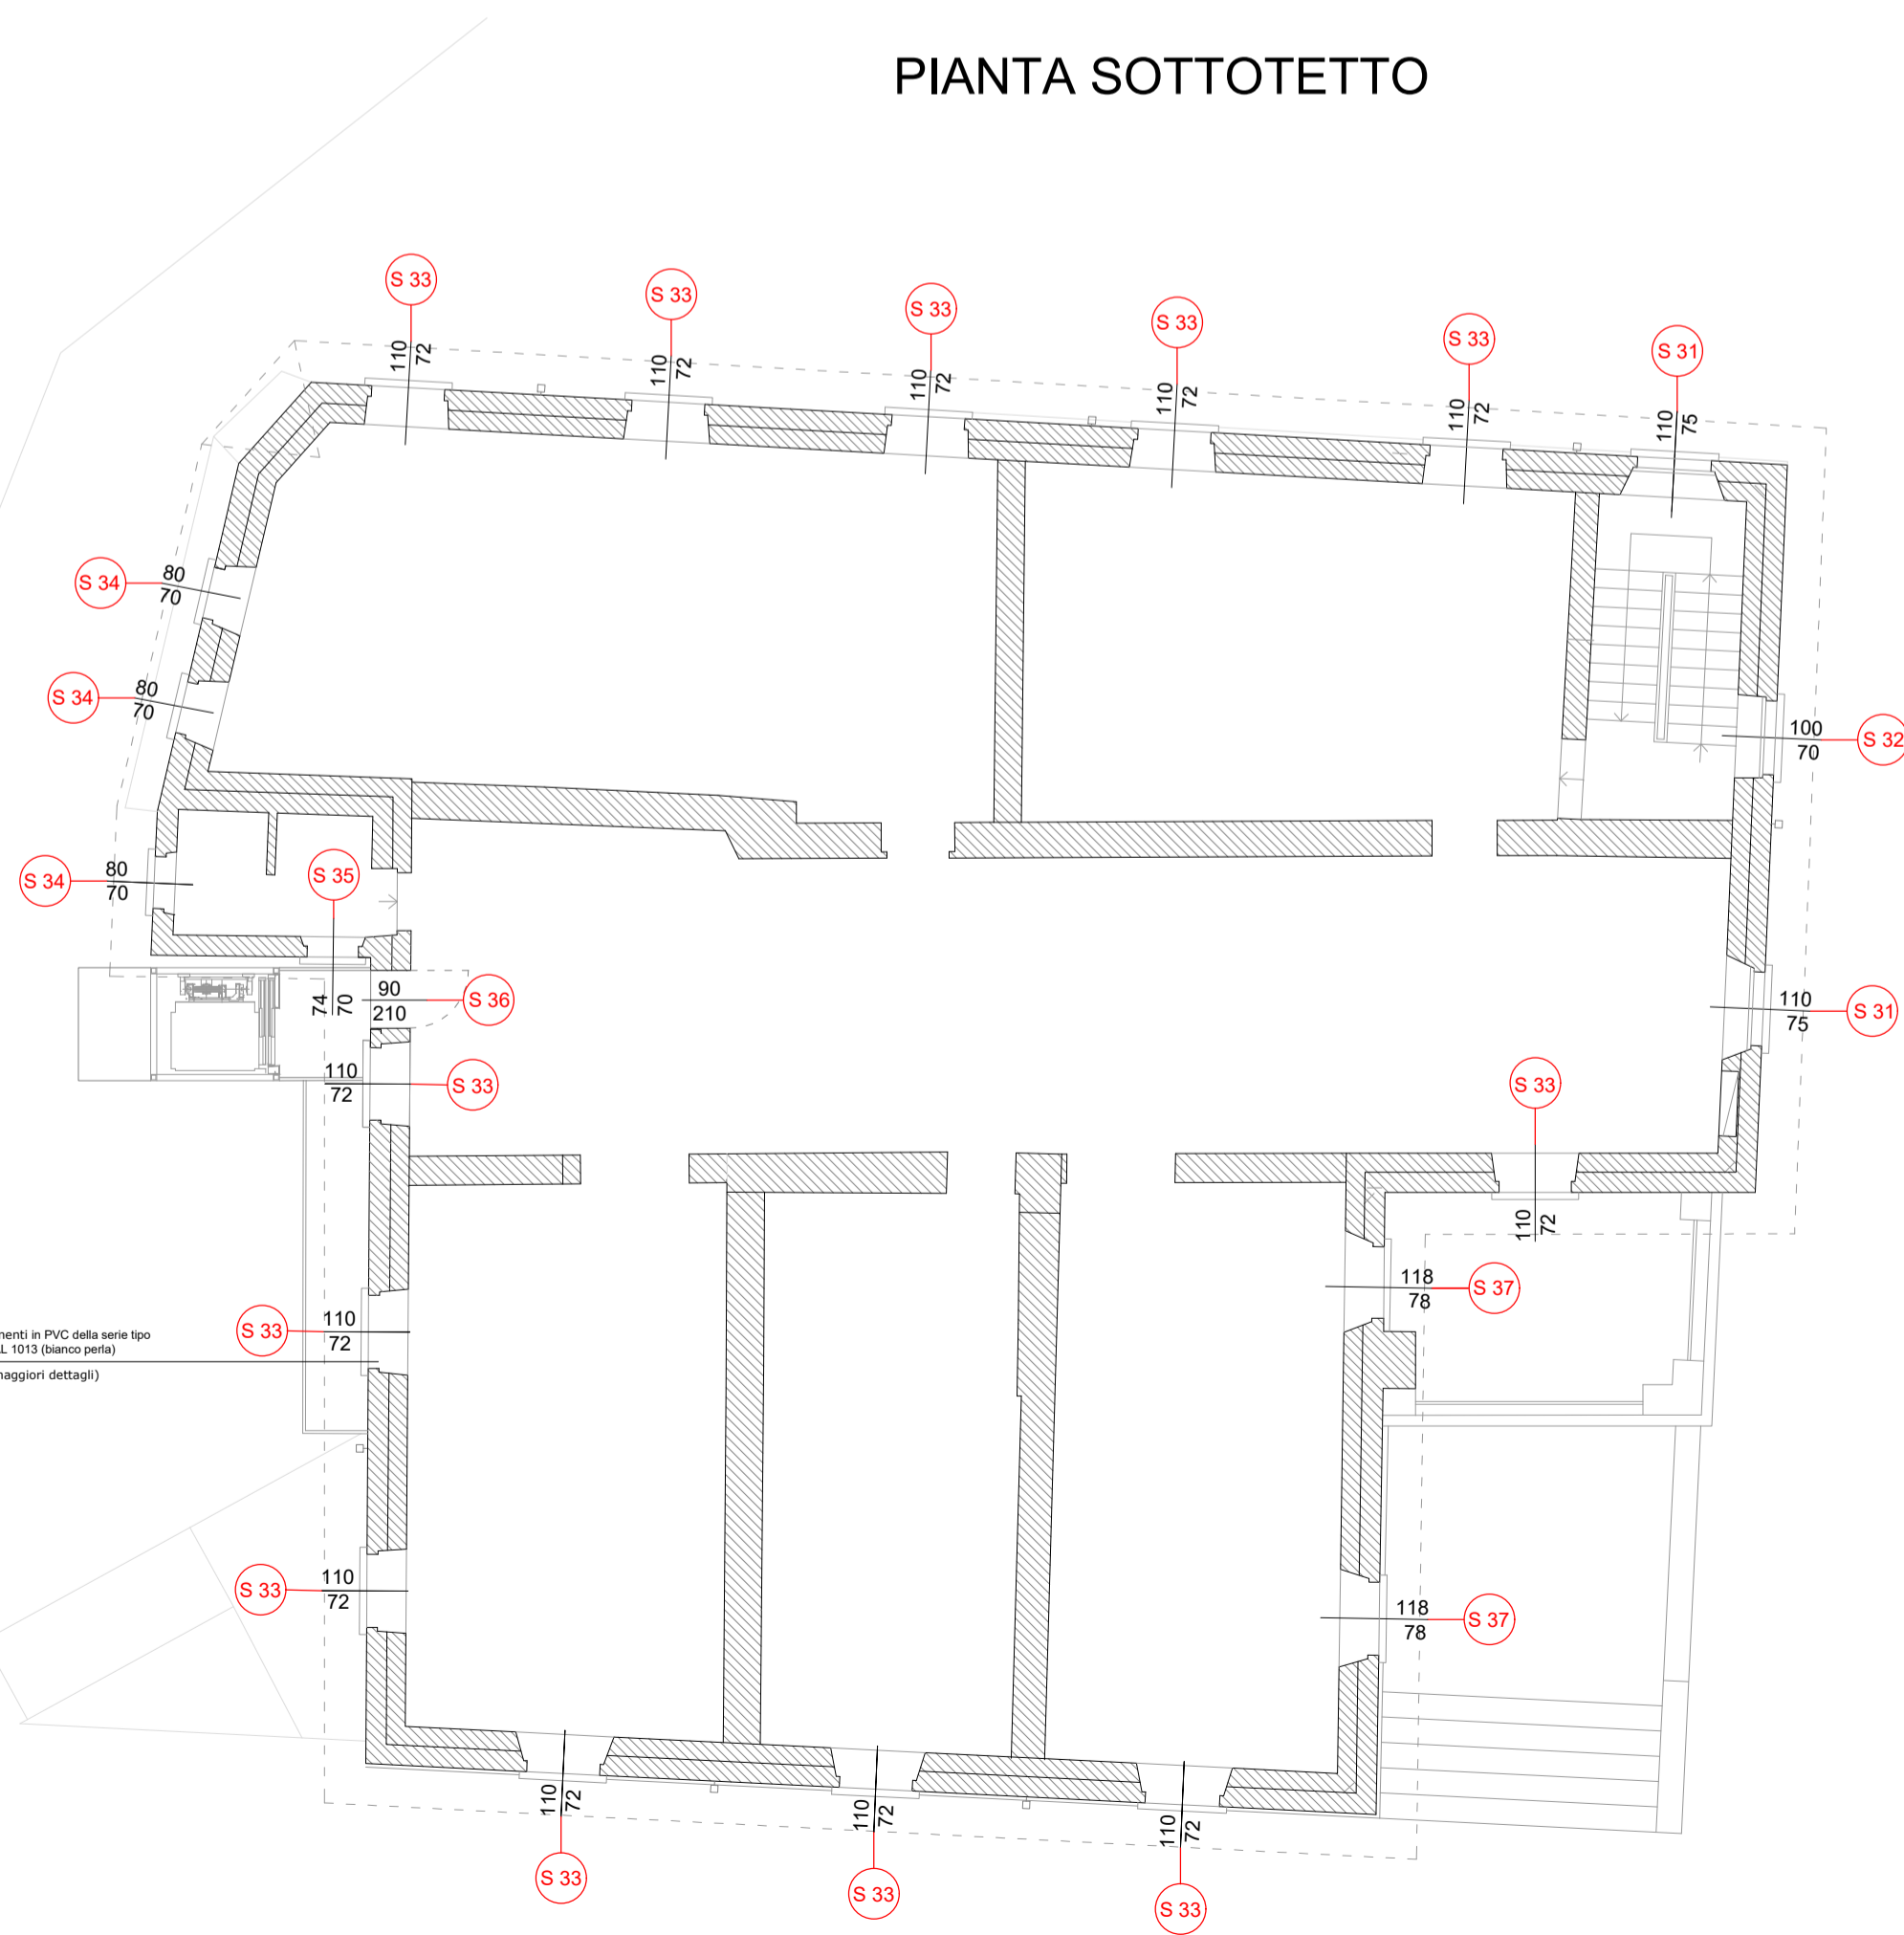 PIANTA SOTTOTETTO
S 33
110
72
S 33
110
72
S 33
110
72
S 33
110
72
S 33
110
72
S 31
110
75
S 34
80
70
S 34
80
70
S 32
100
70
S 34
80
70
S 35
74
70
S 36
90
210
S 31
110
75
S 33
110
72
S 33
110
72
S 37
118
78
S 33
110
72
nenti in PVC della serie tipo
L 1013 (bianco perla)
maggiori dettagli)
S 33
110
72
S 37
118
78
110
72
S 33
110
72
S 33
110
72
S 33